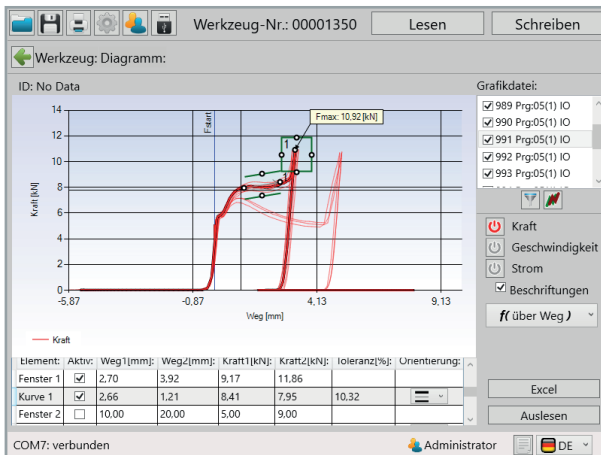 Werkzeug-Nr.: 00001350 Lesen Schreiben
Werkzeug: Diagramm:
ID: No Data Grafikdatei:
989 Prg:05(1) IO
990 Prg:05(1) IO
991 Prg:05(1) IO
992 Prg:05(1) IO
993 Prg:05(1) IO
Fmax: 10,92 [kN]
Fstart
1
1
14
12
10
8
6
4
2
0
Kraft [kN]
-5,87 -0,87 4,13 9,13
Weg [mm]
Kraft
Kraft
Geschwindigkeit
Strom
Beschriftungen
f( über Weg )
Element: Aktiv: Weg1[mm]: Weg2[mm]: Kraft1[kN]: Kraft2[kN]: Toleranz[%]: Orientierung:
Fenster 1 2,70 3,92 9,17 11,86
Kurve 1 2,66 1,21 8,41 7,95 10,32
Fenster 2 10,00 20,00 5,00 9,00
Excel
Auslesen
COM7: verbunden Administrator DE